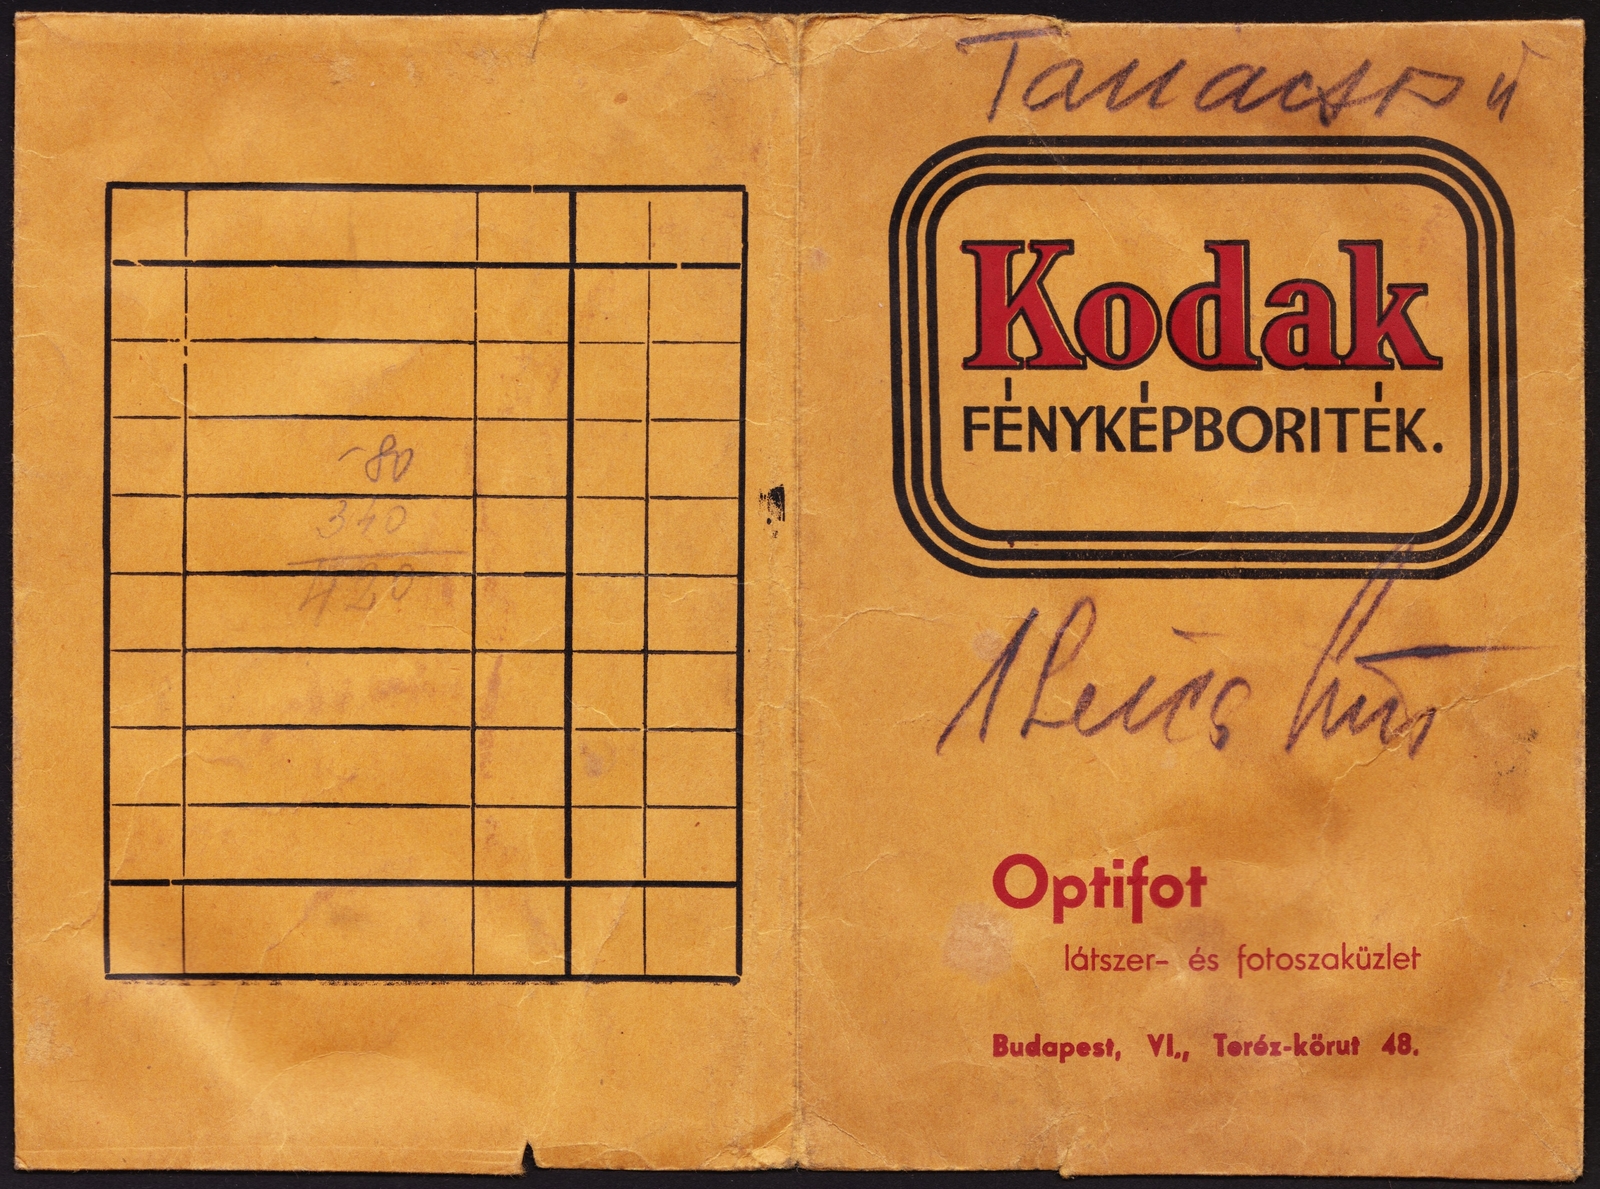 -80
340
420
Kodak
FÉNYKÉPBORITÉK.
Optifot
látszer- és fotoszaküzlet
Budapest, VI., Teréz-körut 48.